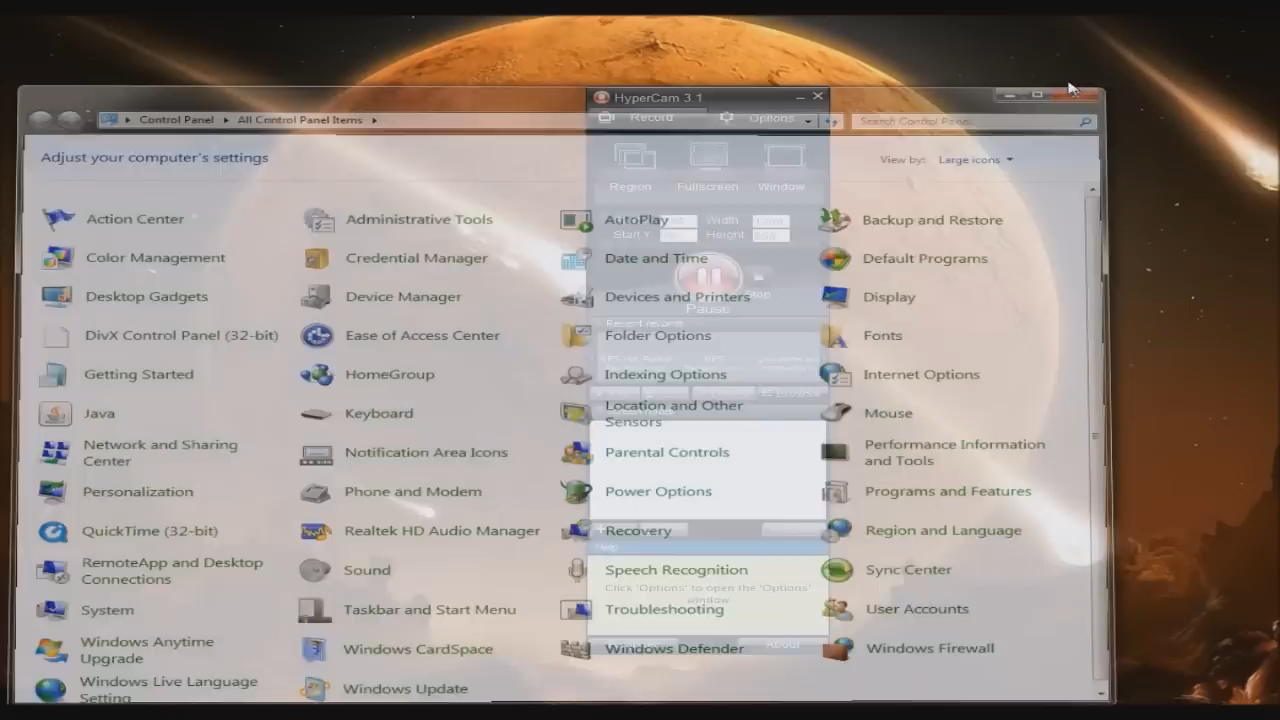 HyperCam 3.1
Control Panel
All Control Panel Items
Record
Options
Search Control Panel
Adjust your computer's settings
View by: Large icons
Region
Fullscreen
Window
Action Center
Administrative Tools
AutoPlay
Width
Backup and Restore
Start Y:
Height
Color Management
Credential Manager
Date and Time
Default Programs
Desktop Gadgets
Device Manager
Devices and Printers
Stop
Display
Pause
DivX Control Panel (32-bit)
Ease of Access Center
Folder Options
Fonts
Getting Started
HomeGroup
Indexing Options
Internet Options
Java
Keyboard
Location and Other
Sensors
Mouse
Network and Sharing
Center
Notification Area Icons
Parental Controls
Performance Information
and Tools
Personalization
Phone and Modem
Power Options
Programs and Features
QuickTime (32-bit)
Realtek HD Audio Manager
Recovery
Region and Language
Help
RemoteApp and Desktop
Connections
Sound
Speech Recognition
Sync Center
Click 'Options' to open the 'Options'
window
System
Taskbar and Start Menu
Troubleshooting
User Accounts
Windows Anytime
Upgrade
Windows CardSpace
Windows Defender
About
Windows Firewall
Windows Live Language
Setting
Windows Update